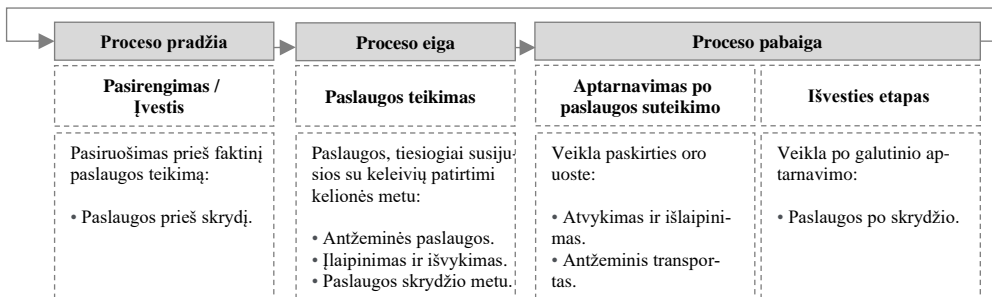 Proceso pradžia
Proceso eiga
Proceso pabaiga
Pasirengimas /
Įvestis
Paslaugos teikimas
Aptarnavimas po
paslaugos suteikimo
Išvesties etapas
Pasiruošimas prieš faktinį
paslaugos teikimą:
• Paslaugos prieš skrydį.
Paslaugos, tiesiogiai susiju-
sios su keleivių patirtimi
kelionės metu:
• Antžeminės paslaugos.
• Įlaipinimas ir išvykimas.
• Paslaugos skrydžio metu.
Veikla paskirties oro
uoste:
• Atvykimas ir išlaipini-
mas.
• Antžeminis transpor-
tas.
Veikla po galutinio ap-
tarnavimo:
• Paslaugos po skrydžio.